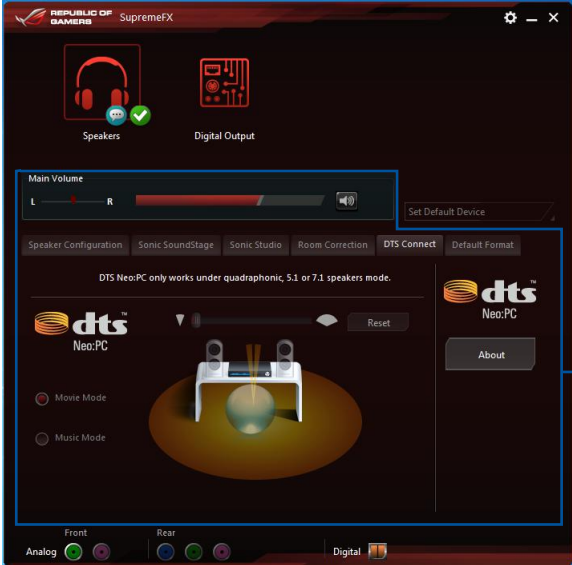 REPUBLIC OF
GAMERS
SupremeFX
Speakers
Digital Output
Main Volume
L R
Set Default Device
Speaker Configuration Sonic SoundStage Sonic Studio Room Correction DTS Connect Default Format
DTS Neo:PC only works under quadraphonic, 5.1 or 7.1 speakers mode.
dts™
Neo:PC
Reset
Movie Mode
Music Mode
dts™
Neo:PC
About
Front Rear
Analog Digital